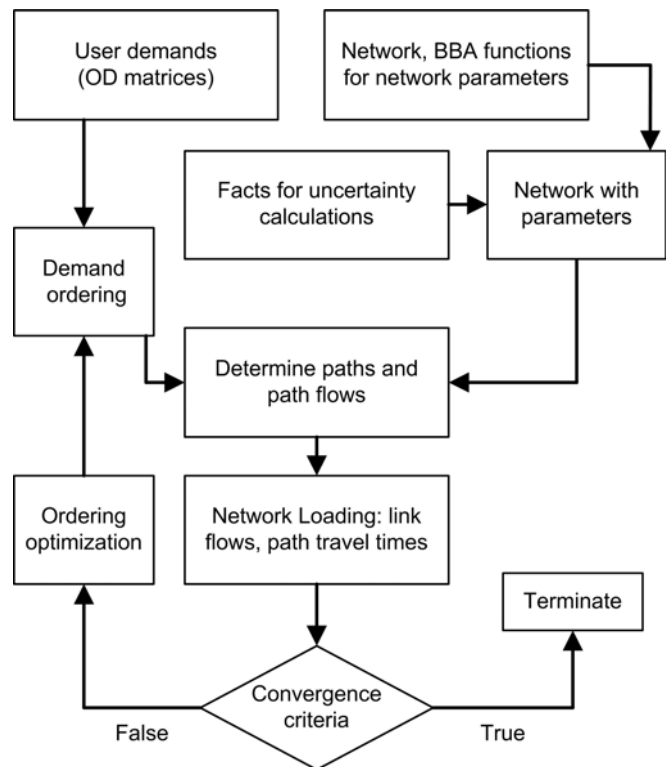 User demands
(OD matrices)
Network, BBA functions
for network parameters
Facts for uncertainty
calculations
Network with
parameters
Demand
ordering
Determine paths and
path flows
Ordering
optimization
Network Loading: link
flows, path travel times
Terminate
Convergence
criteria
False
True